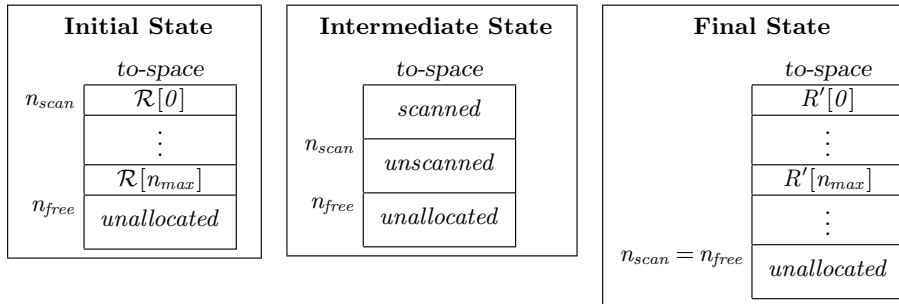 Initial State
to-space
n_scan
R[0]
⋮
R[n_max]
n_free
unallocated
Intermediate State
to-space
scanned
n_scan
unscanned
n_free
unallocated
Final State
to-space
R'[0]
⋮
R'[n_max]
⋮
n_scan = n_free
unallocated